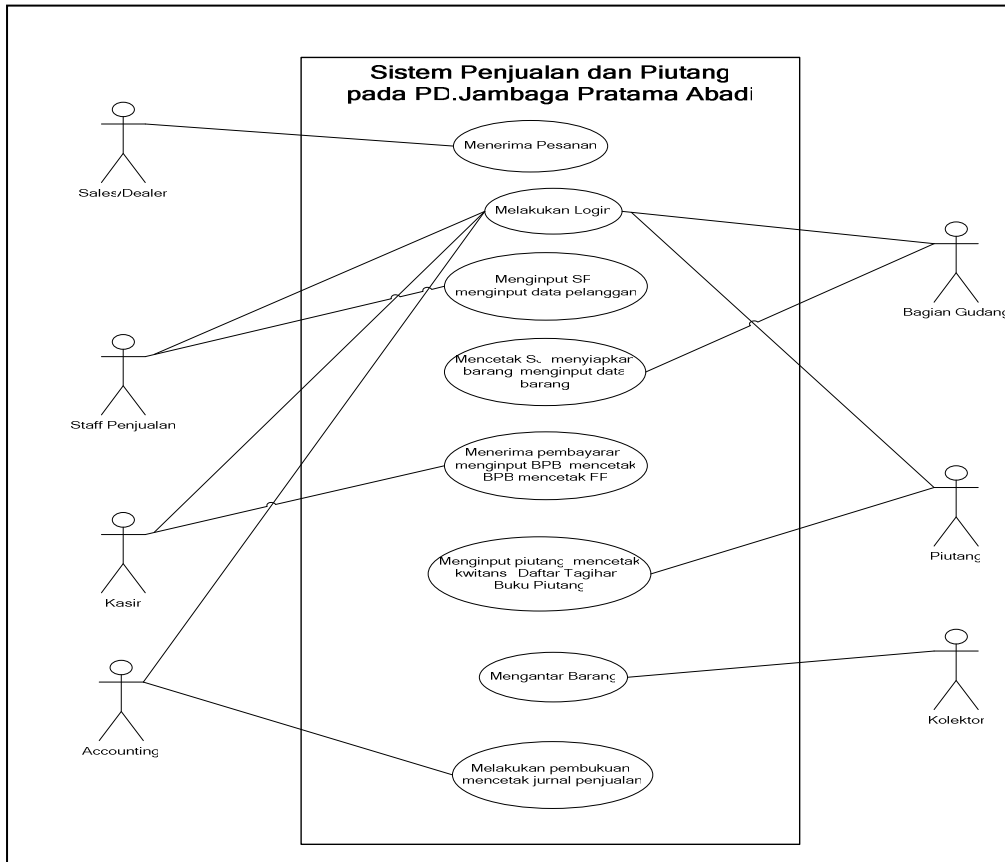 Sistem Penjualan dan Piutang
pada PD.Jambaga Pratama Abadi
Sales/Dealer
Menerima Pesanan
Melakukan Login
Menginput SP
menginput data pelanggan
Bagian Gudang
Staff Penjualan
Mencetak SJ menyiapkan
barang menginput data
barang
Menerima pembayaran
menginput BPB mencetak
BPB mencetak
Kasir
Menginput piutang mencetak
kwitansi Daftar Tagihan
Buku Piutang
Piutang
Mengantar Barang
Kolektor
Accounting
Melakukan pembukuan
mencetak jurnal penjualan